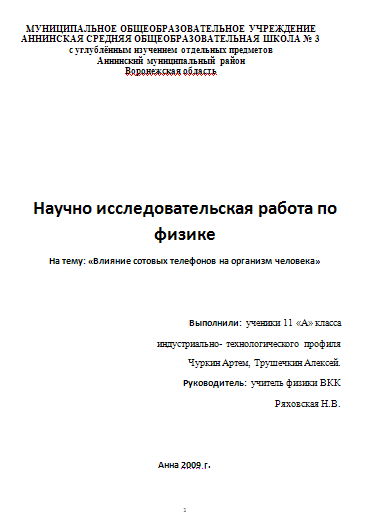 МУНИЦИПАЛЬНОЕ ОБЩЕОБРАЗОВАТЕЛЬНОЕ УЧРЕЖДЕНИЕ
АННИНСКАЯ СРЕДНЯЯ ОБЩЕОБРАЗОВАТЕЛЬНАЯ ШКОЛА № 3
с углублённым изучением отдельных предметов
Аннинский муниципальный район
Воронежская область
Научно исследовательская работа по
физике
На тему: «Влияние сотовых телефонов на организм человека»
Выполнили: ученики 11 «А» класса
индустриально- технологического профиля
Чуркин Артем, Трушечкин Алексей.
Руководитель: учитель физики ВКК
Ряховская Н.В.
Анна 2009 г.
1